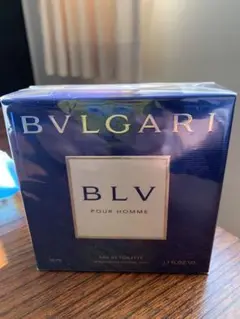 BVLGARI
BLV
POUR HOMME
EAU DE TOILETTE